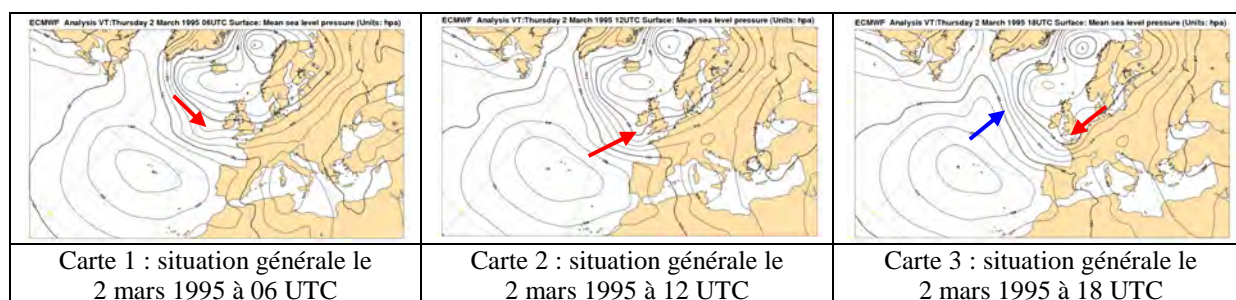 ECMWF Analysis VT:Thursday 2 March 1995 06UTC Surface: Mean sea level pressure (Units: hpa)
ECMWF Analysis VT:Thursday 2 March 1995 12UTC Surface: Mean sea level pressure (Units: hpa)
ECMWF Analysis VT:Thursday 2 March 1995 18UTC Surface: Mean sea level pressure (Units: hpa)
Carte 1 : situation générale le
2 mars 1995 à 06 UTC
Carte 2 : situation générale le
2 mars 1995 à 12 UTC
Carte 3 : situation générale le
2 mars 1995 à 18 UTC